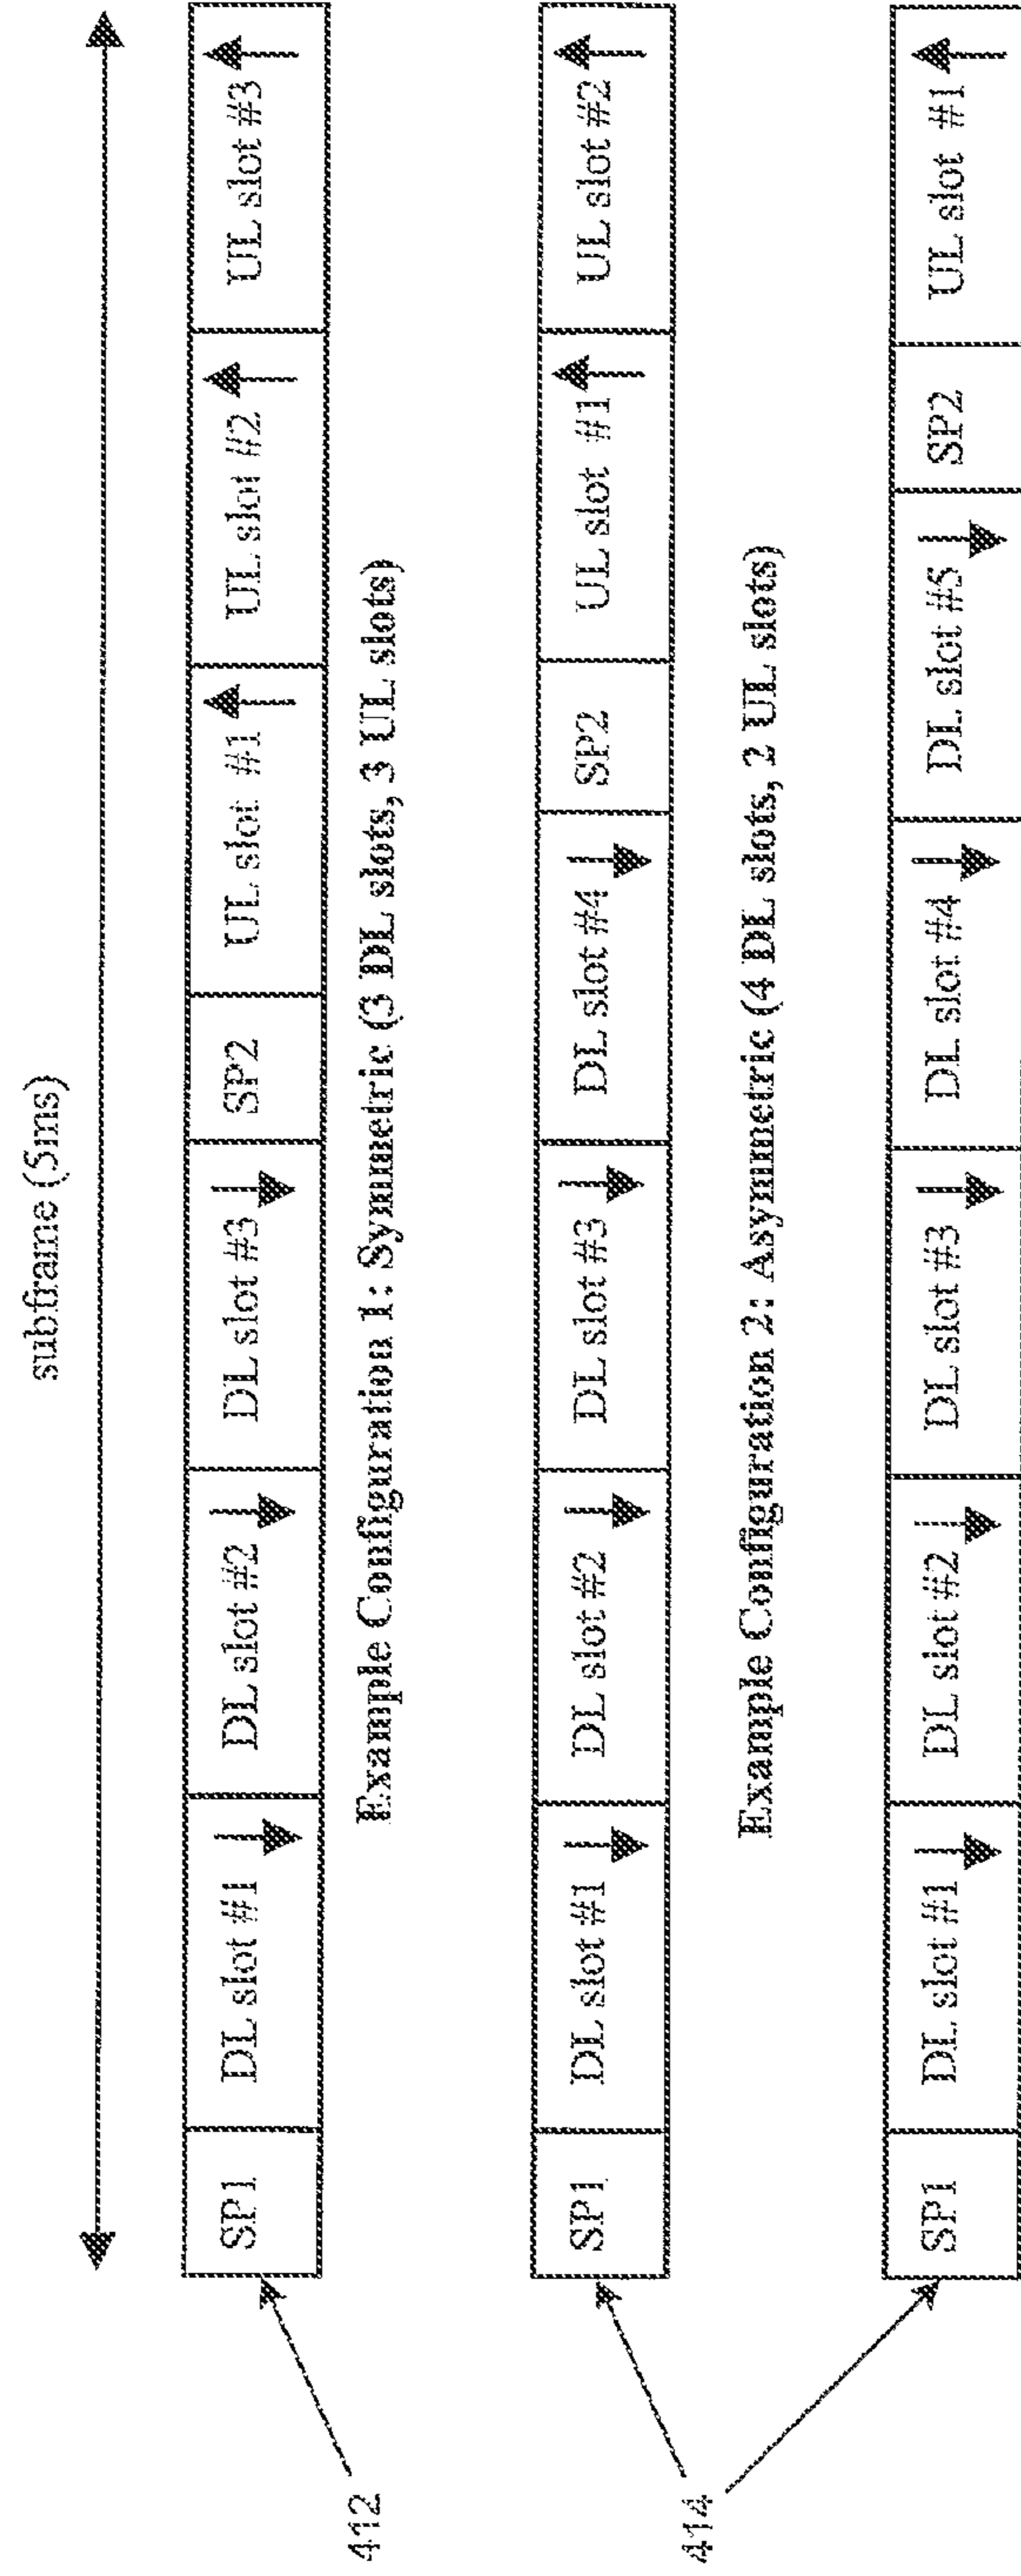 subframe (5ms)
SP1 DL slot #1 DL slot #2 DL slot #3 SP2 UL slot #1 UL slot #2 UL slot #3
412
Example Configuration 1: Symmetric (3 DL slots, 3 UL slots)
SP1 DL slot #1 DL slot #2 DL slot #3 DL slot #4 SP2 UL slot #1 UL slot #2
414
Example Configuration 2: Asymmetric (4 DL slots, 2 UL slots)
SP1 DL slot #1 DL slot #2 DL slot #3 DL slot #4 DL slot #5 SP2 UL slot #1